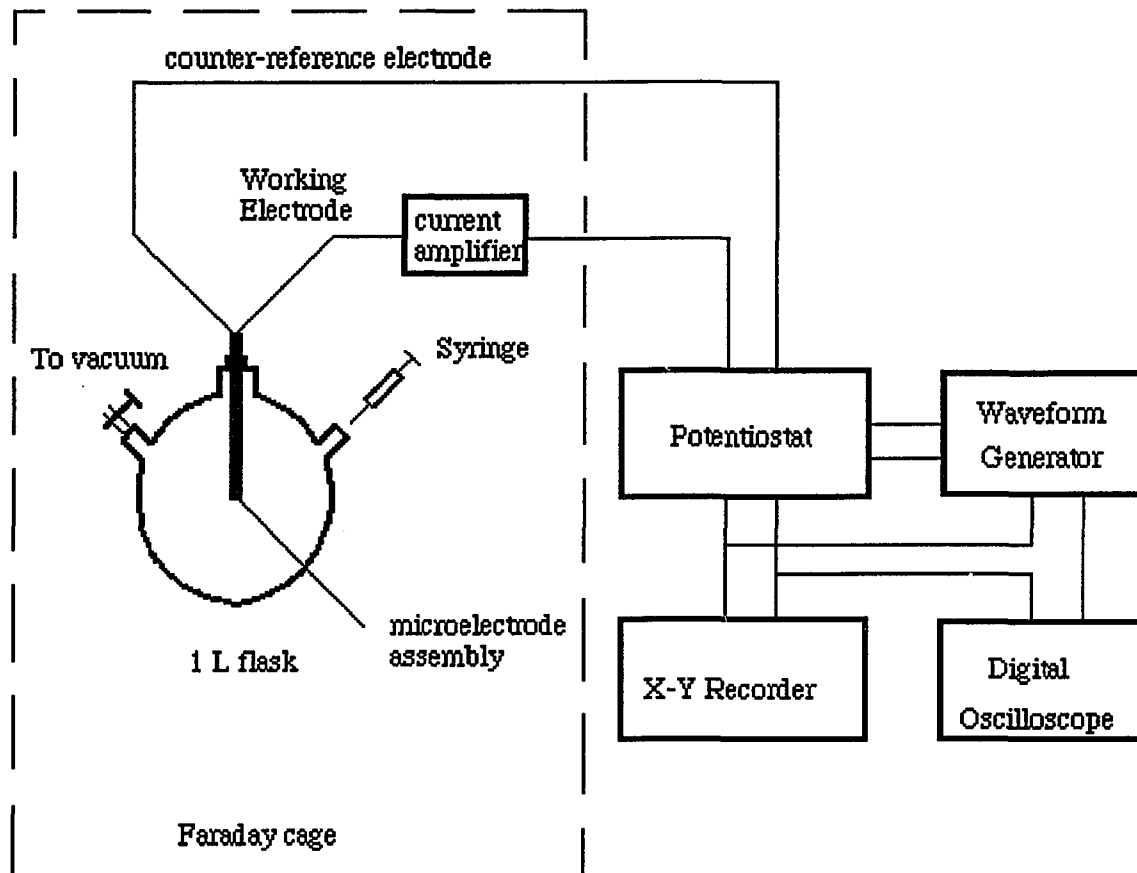 counter-reference electrode
Working
Electrode
current
amplifier
To vacuum
Syringe
Potentiostat
Waveform
Generator
microelectrode
assembly
1 L flask
X-Y Recorder
Digital
Oscilloscope
Faraday cage